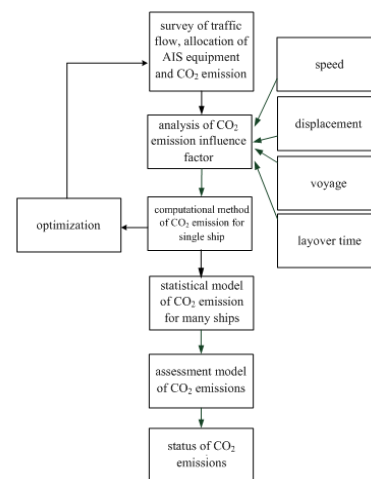 survey of traffic
flow, allocation of
AIS equipment
and CO₂ emission
speed
analysis of CO₂
emission influence
factor
displacement
voyage
layover time
optimization
computational method
of CO₂ emission for
single ship
statistical model
of CO₂ emission
for many ships
assessment model
of CO₂ emissions
status of CO₂
emissions